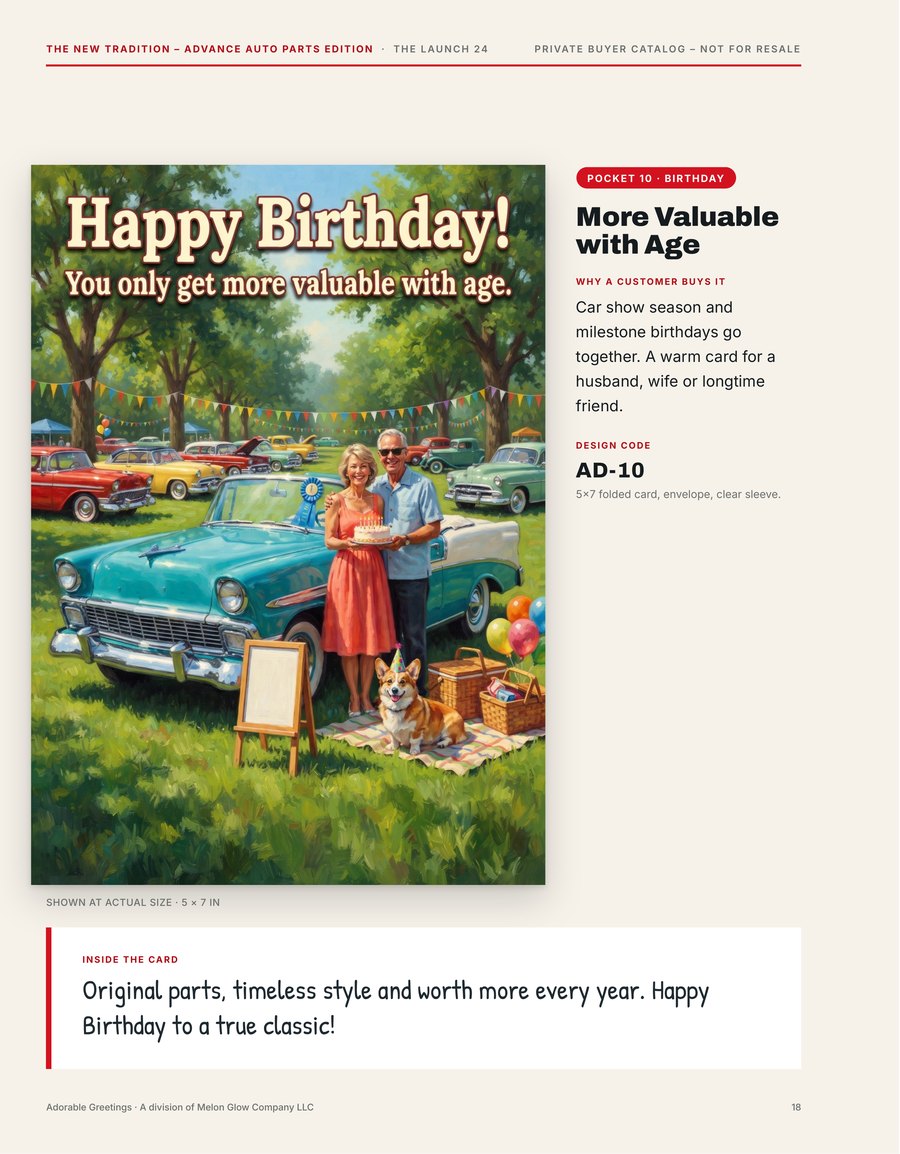 THE NEW TRADITION – ADVANCE AUTO PARTS EDITION · THE LAUNCH 24
PRIVATE BUYER CATALOG – NOT FOR RESALE
Happy Birthday!
You only get more valuable with age.
POCKET 10 · BIRTHDAY
More Valuable
with Age
WHY A CUSTOMER BUYS IT
Car show season and
milestone birthdays go
together. A warm card for a
husband, wife or longtime
friend.
DESIGN CODE
AD-10
5×7 folded card, envelope, clear sleeve.
SHOWN AT ACTUAL SIZE · 5 × 7 IN
INSIDE THE CARD
Original parts, timeless style and worth more every year. Happy
Birthday to a true classic!
Adorable Greetings · A division of Melon Glow Company LLC
18